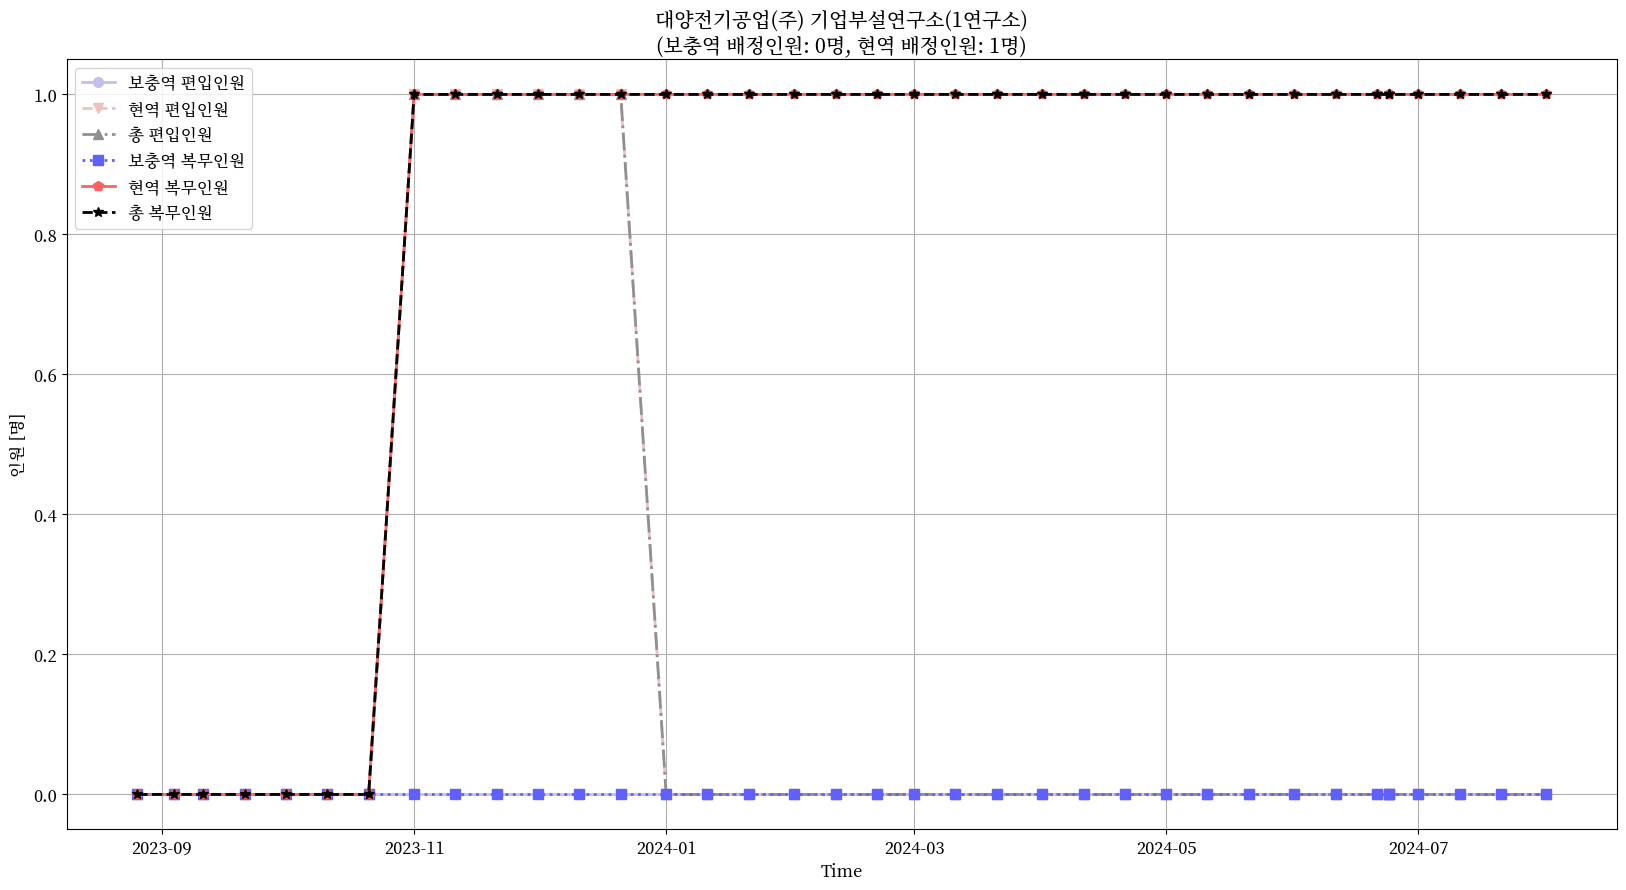 대양전기공업(주) 기업부설연구소(1연구소)
(보충역 배정인원: 0명, 현역 배정인원: 1명)
보충역 편입인원
현역 편입인원
총 편입인원
보충역 복무인원
현역 복무인원
총 복무인원
1.0
0.8
0.6
0.4
0.2
0.0
인원 [명]
2023-09 2023-11 2024-01 2024-03 2024-05 2024-07
Time